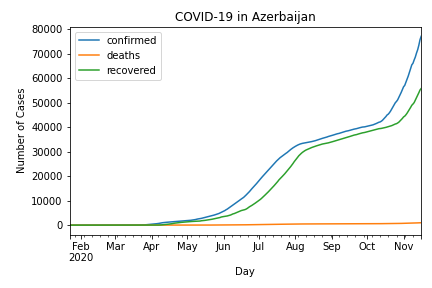 COVID-19 in Azerbaijan
confirmed
deaths
recovered
80000
70000
60000
50000
40000
30000
20000
10000
0
Number of Cases
Feb Mar Apr May Jun Jul Aug Sep Oct Nov
2020
Day